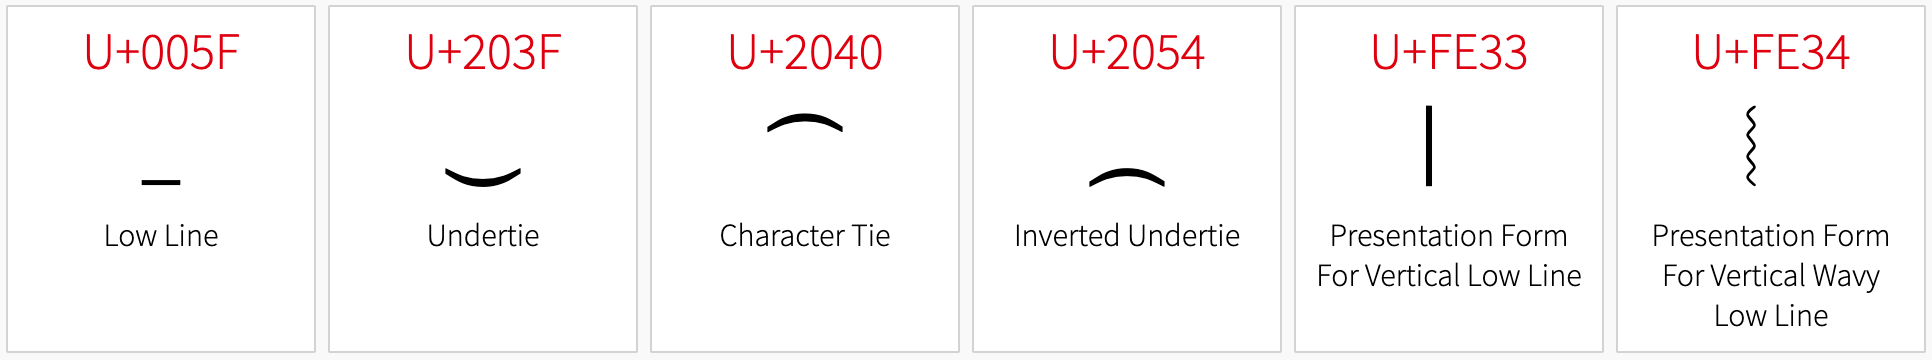 U+005F
_
Low Line
U+203F
‿
Undertie
U+2040
⁀
Character Tie
U+2054
⁔
Inverted Undertie
U+FE33
︳
Presentation Form
For Vertical Low Line
U+FE34
︴
Presentation Form
For Vertical Wavy
Low Line